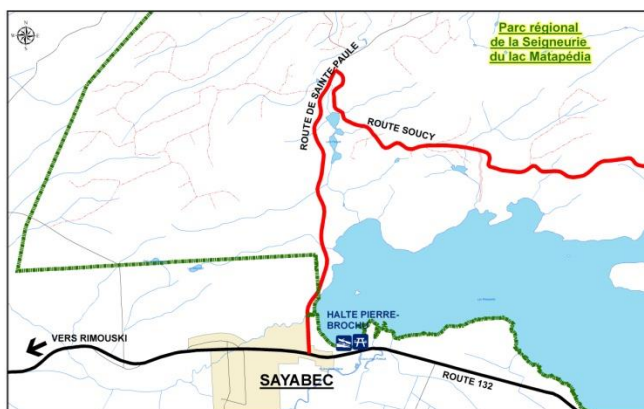 Parc régional
de la Seigneurie
du lac Matapédia
N
ROUTE DE SAINTE-PAULE
ROUTE SOUCY
HALTE PIERRE-
BROCHU
VERS RIMOUSKI
SAYABEC
ROUTE 132